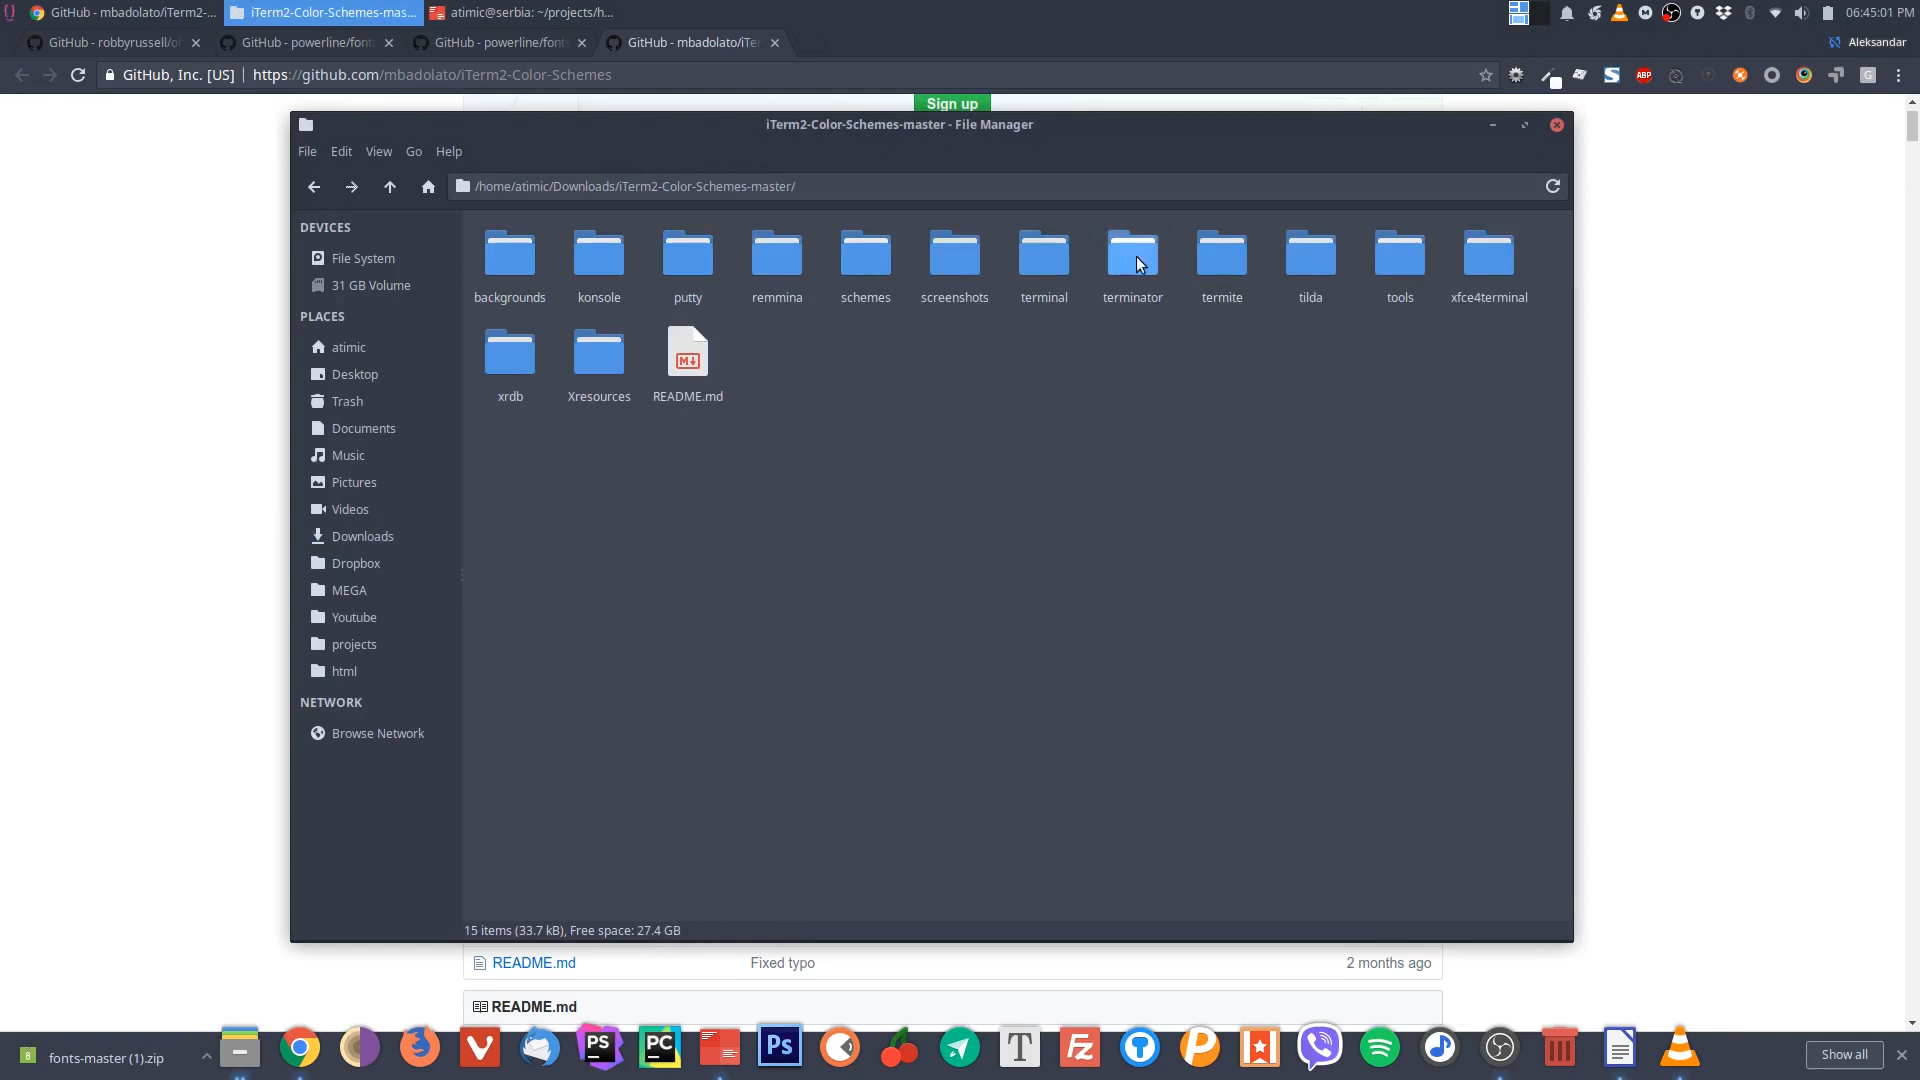 GitHub - mbadolato/iTerm2-... iTerm2-Color-Schemes-mas... atimic@serbia: ~/projects/h... 06:45:01 PM
GitHub - robbyrussell/ol GitHub - powerline/font GitHub - powerline/font GitHub - mbadolato/iTer Aleksandar
GitHub, Inc. [US] https://github.com/mbadolato/iTerm2-Color-Schemes
Sign up
iTerm2-Color-Schemes-master - File Manager
File Edit View Go Help
/home/atimic/Downloads/iTerm2-Color-Schemes-master/
DEVICES
File System
31 GB Volume
PLACES
atimic
Desktop
Trash
Documents
Music
Pictures
Videos
Downloads
Dropbox
MEGA
Youtube
projects
html
NETWORK
Browse Network
backgrounds konsole putty remmina schemes screenshots terminal terminator termite tilda tools xfce4terminal
xrdb Xresources README.md
15 items (33.7 kB), Free space: 27.4 GB
README.md Fixed typo 2 months ago
README.md
fonts-master (1).zip
PS PC Ps T Fz
Show all